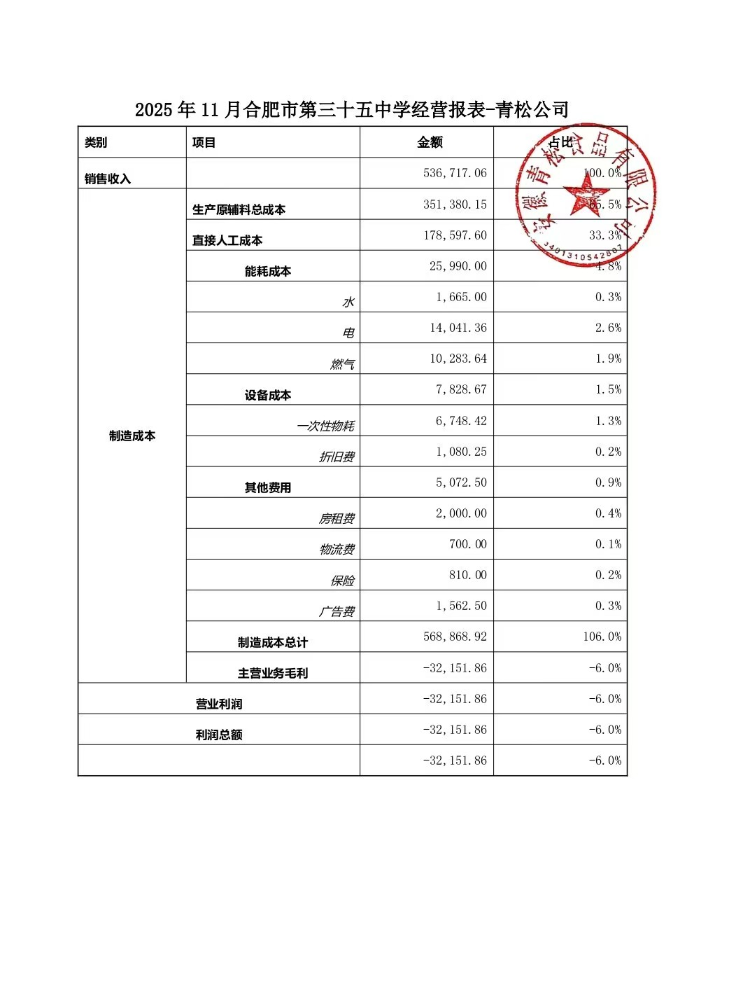 2025 年 11 月合肥市第三十五中学经营报表-青松公司
类别 项目 金额 占比
销售收入 536,717.06 100.0%
生产原辅料总成本 351,380.15 65.5%
直接人工成本 178,597.60 33.3%
能耗成本 25,990.00 4.8%
水 1,665.00 0.3%
电 14,041.36 2.6%
燃气 10,283.64 1.9%
设备成本 7,828.67 1.5%
一次性物耗 6,748.42 1.3%
制造成本
折旧费 1,080.25 0.2%
其他费用 5,072.50 0.9%
房租费 2,000.00 0.4%
物流费 700.00 0.1%
保险 810.00 0.2%
广告费 1,562.50 0.3%
制造成本总计 568,868.92 106.0%
主营业务毛利 -32,151.86 -6.0%
营业利润 -32,151.86 -6.0%
利润总额 -32,151.86 -6.0%
-32,151.86 -6.0%
安徽青松食品有限公司
3401310542807